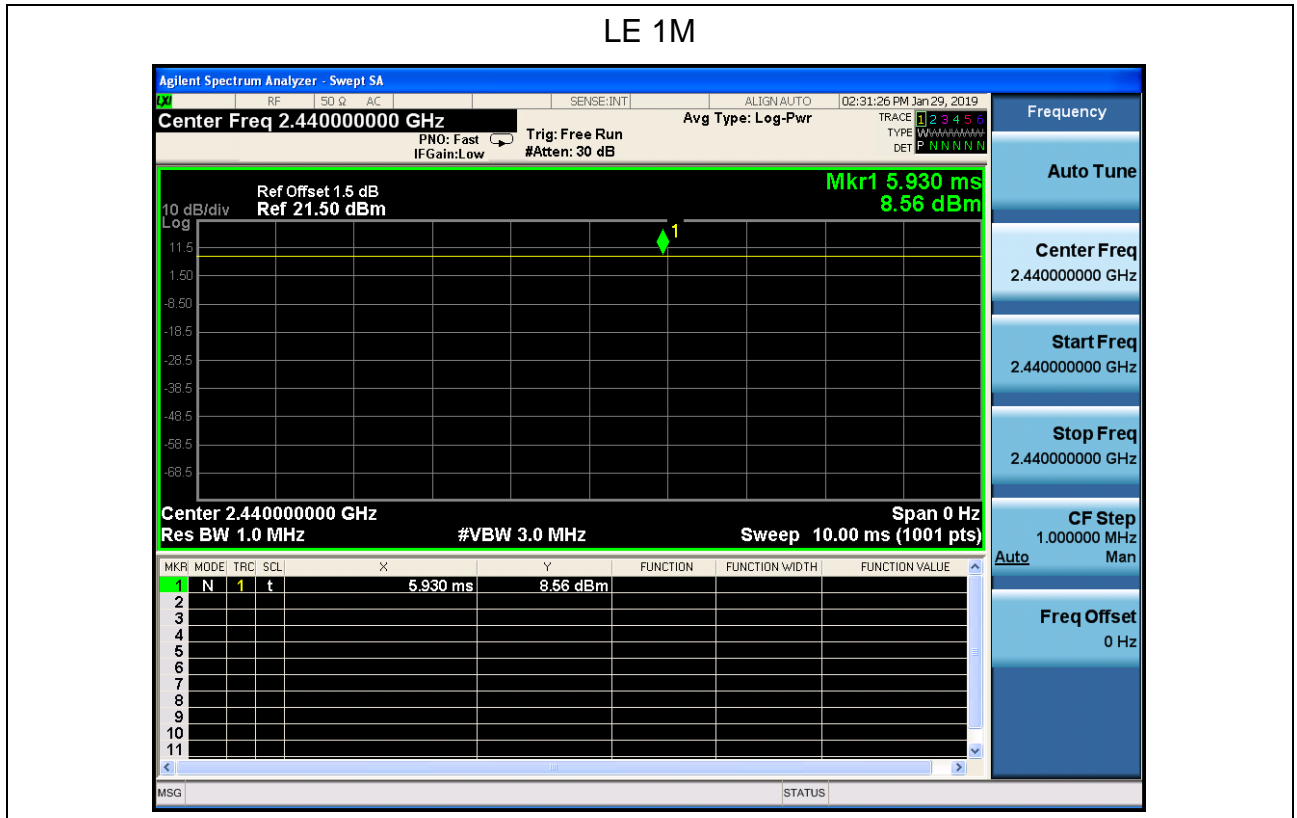 LE 1M
Agilent Spectrum Analyzer - Swept SA
LXI RF 50 Ω AC SENSE:INT ALIGN AUTO 02:31:26 PM Jan 29, 2019
Center Freq 2.440000000 GHz Avg Type: Log-Pwr TRACE 1 2 3 4 5 6
PNO: Fast Trig: Free Run TYPE
IFGain:Low #Atten: 30 dB DET P N N N N N
Mkr1 5.930 ms
8.56 dBm
Ref Offset 1.5 dB
10 dB/div Ref 21.50 dBm
Log
1
11.5
1.50
-8.50
-18.5
-28.5
-38.5
-48.5
-58.5
-68.5
Center 2.440000000 GHz Span 0 Hz
Res BW 1.0 MHz #VBW 3.0 MHz Sweep 10.00 ms (1001 pts)
MKR MODE TRC SCL X Y FUNCTION FUNCTION WIDTH FUNCTION VALUE
1 N 1 t 5.930 ms 8.56 dBm
2
3
4
5
6
7
8
9
10
11
MSG STATUS
Frequency
Auto Tune
Center Freq
2.440000000 GHz
Start Freq
2.440000000 GHz
Stop Freq
2.440000000 GHz
CF Step
1.000000 MHz
Auto Man
Freq Offset
0 Hz